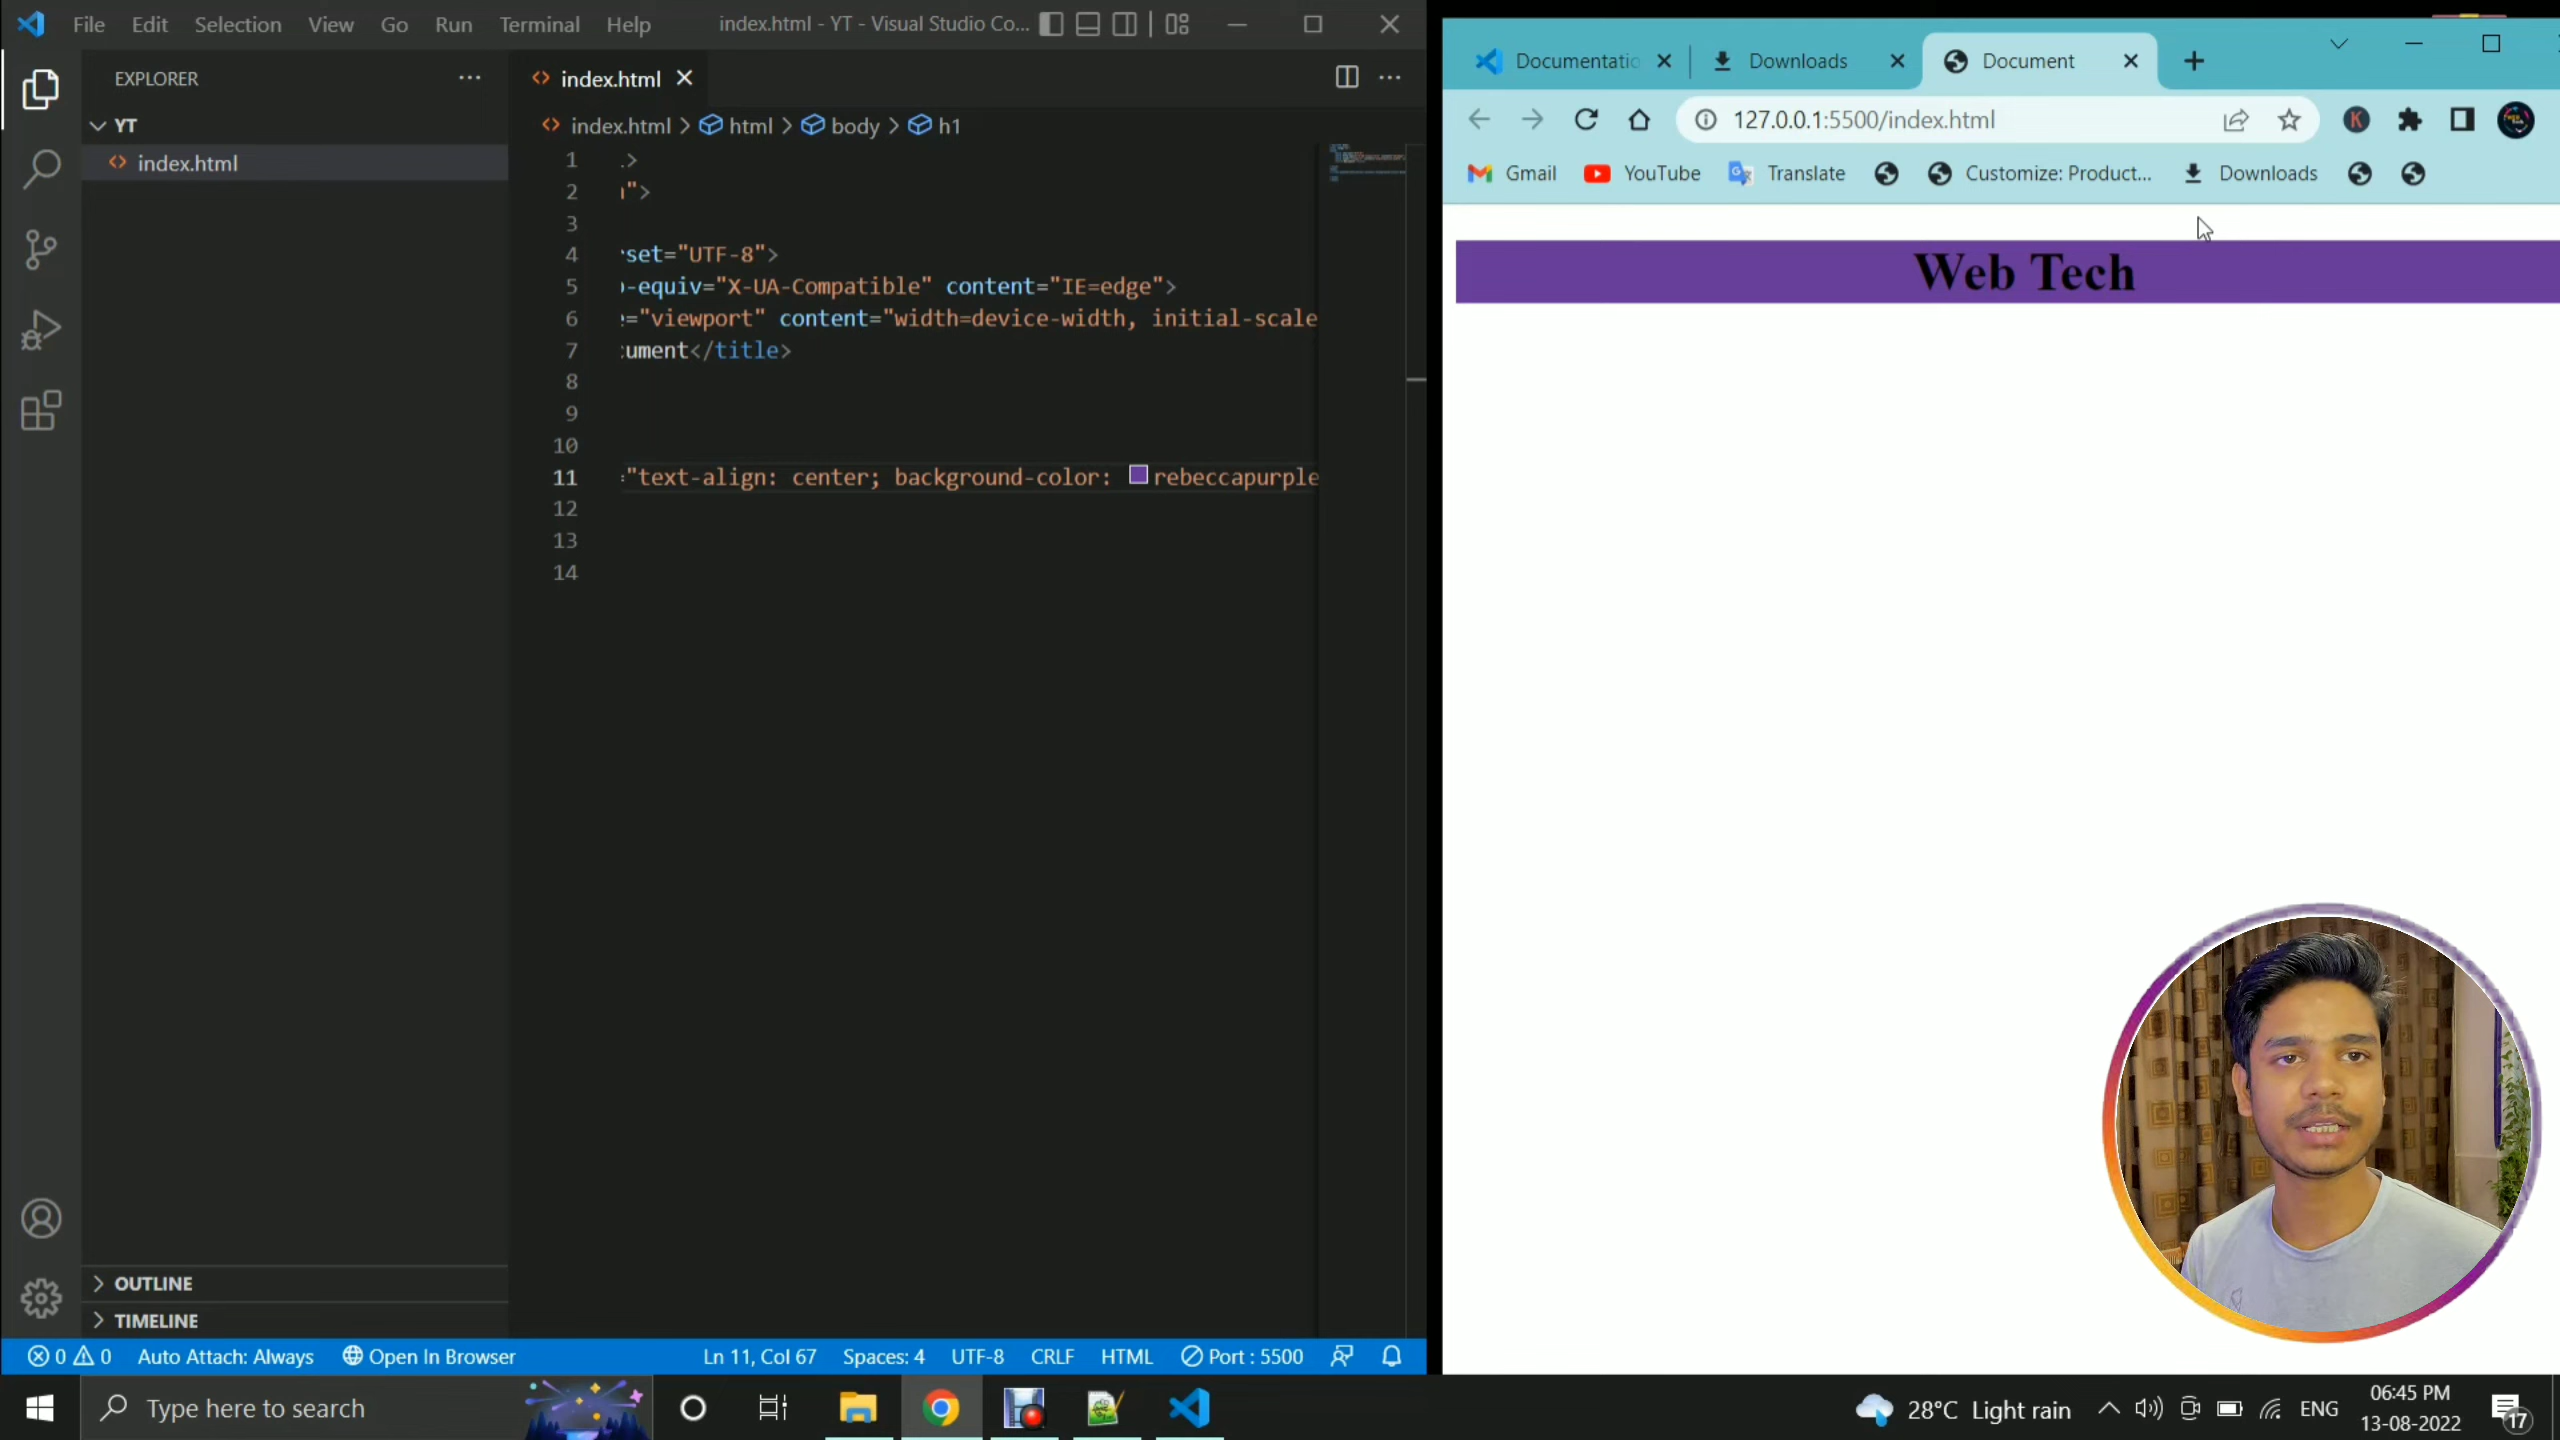 File Edit Selection View Go Run Terminal Help index.html - YT - Visual Studio Co...
EXPLORER
YT
index.html
index.html
index.html > html > body > h1
1 .>
2 ">
3
4 rset="UTF-8">
5 -equiv="X-UA-Compatible" content="IE=edge">
6 ="viewport" content="width=device-width, initial-scale
7 cument</title>
8
9
10
11 ="text-align: center; background-color: rebeccapurple
12
13
14
OUTLINE
TIMELINE
0 0 Auto Attach: Always Open In Browser Ln 11, Col 67 Spaces: 4 UTF-8 CRLF HTML Port : 5500
Documentatio Downloads Document
127.0.0.1:5500/index.html
K
Gmail YouTube Translate Customize: Product... Downloads
Web Tech
Type here to search
28°C Light rain ENG
06:45 PM
13-08-2022
17